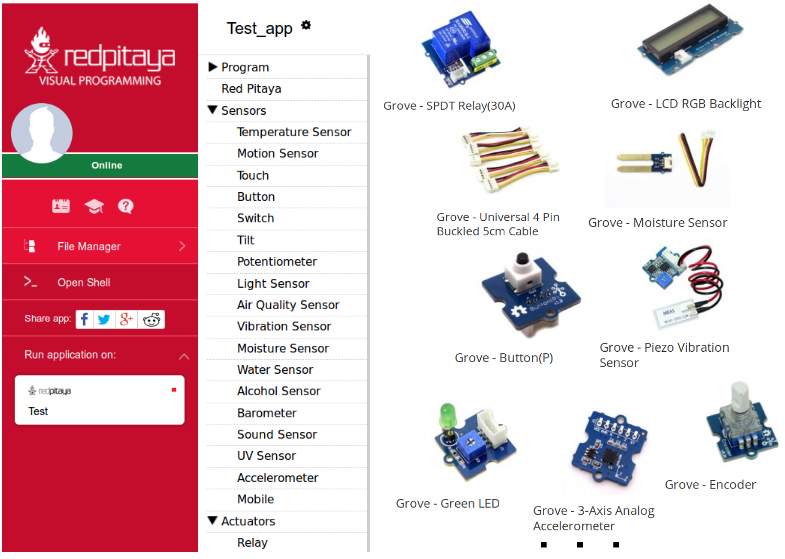 redpitaya
VISUAL PROGRAMMING
Online
File Manager
Open Shell
Share app:
Run application on:
redpitaya
Test
Test_app
Program
Red Pitaya
Sensors
Temperature Sensor
Motion Sensor
Touch
Button
Switch
Tilt
Potentiometer
Light Sensor
Air Quality Sensor
Vibration Sensor
Moisture Sensor
Water Sensor
Alcohol Sensor
Barometer
Sound Sensor
UV Sensor
Accelerometer
Mobile
Actuators
Relay
Grove - SPDT Relay(30A)
Grove - LCD RGB Backlight
Grove - Universal 4 Pin
Buckled 5cm Cable
Grove - Moisture Sensor
Grove - Button(P)
Grove - Piezo Vibration
Sensor
Grove - Green LED
Grove - 3-Axis Analog
Accelerometer
Grove - Encoder